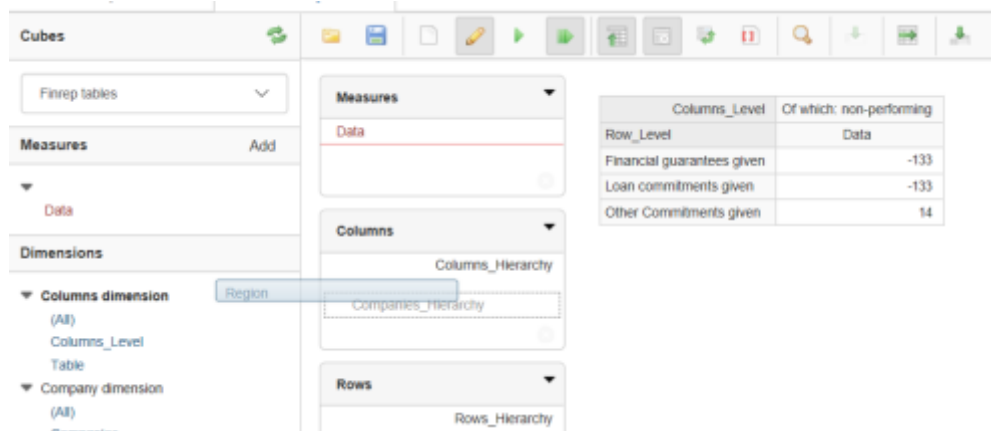 Cubes
Finrep tables
Measures Add
Data
Dimensions
Columns dimension
(All)
Columns_Level
Table
Company dimension
(All)
Region
Measures
Data
Columns
Columns_Hierarchy
Companies_Hierarchy
Rows
Rows_Hierarchy
Columns_Level Of which: non-performing
Row_Level Data
Financial guarantees given -133
Loan commitments given -133
Other Commitments given 14